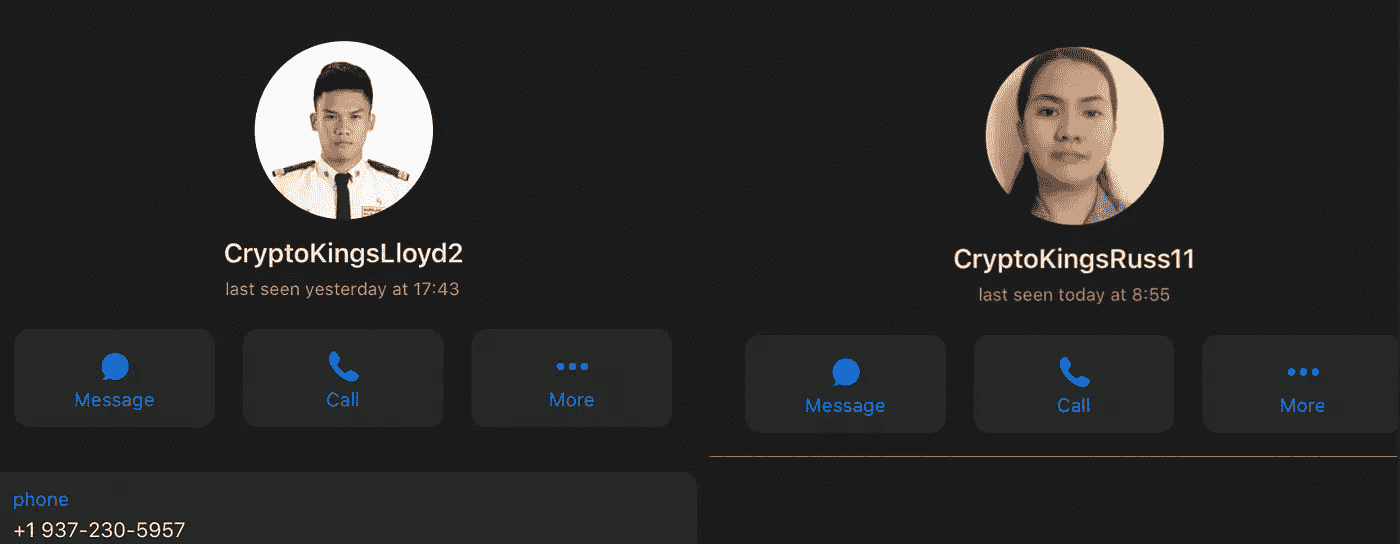 CryptoKingsLloyd2
last seen yesterday at 17:43
Message
Call
More
phone
+1 937-230-5957
CryptoKingsRuss11
last seen today at 8:55
Message
Call
More